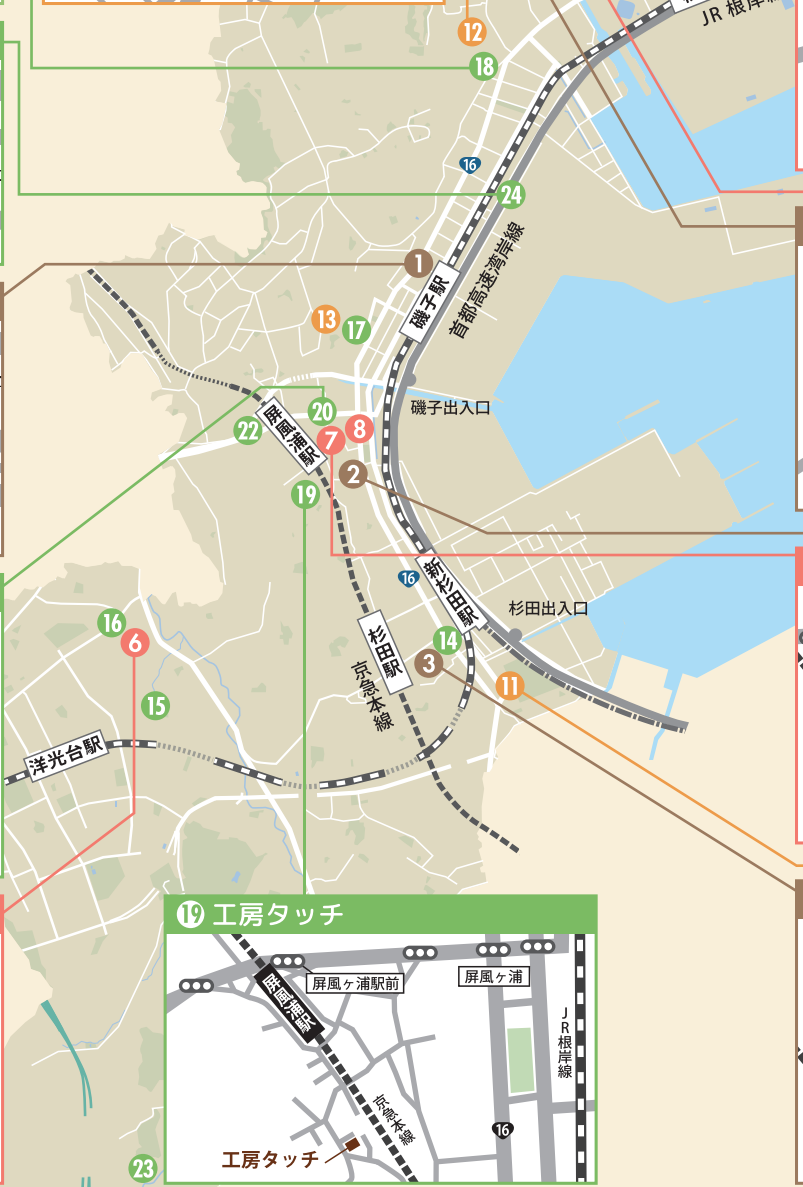 12
JR 根岸線
18
16
24
1
首都高速湾岸線
磯子駅
13
17
磯子出入口
20
屏風浦駅
22
7
8
2
19
16
新杉田駅
杉田出入口
16
6
杉田駅
14
3
京急本線
11
15
洋光台駅
19 工房タッチ
屏風ヶ浦駅前
屏風ヶ浦
屏風浦駅
JR根岸線
京急本線
16
工房タッチ
23